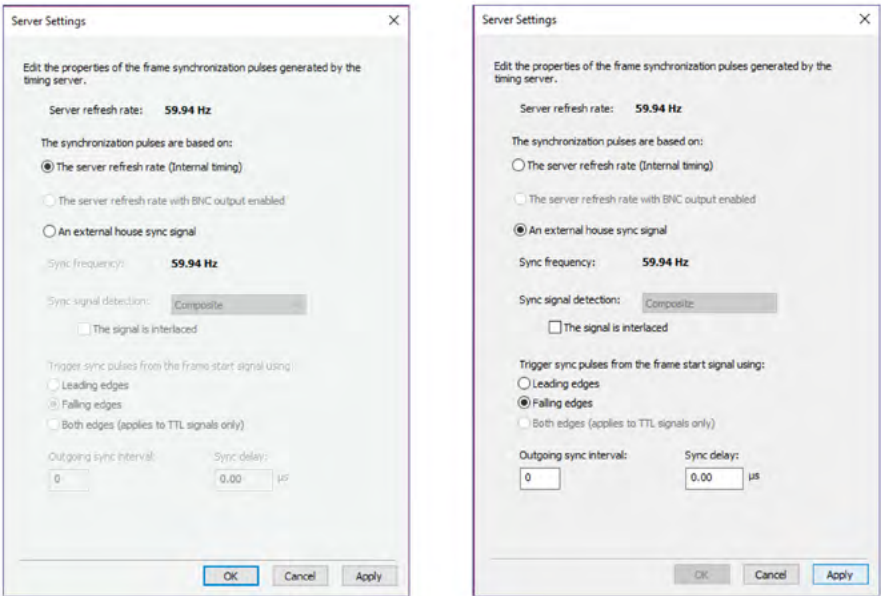 Server Settings
Edit the properties of the frame synchronization pulses generated by the
timing server.
Server refresh rate: 59.94 Hz
The synchronization pulses are based on:
The server refresh rate (Internal timing)
The server refresh rate with BNC output enabled
An external house sync signal
Sync frequency: 59.94 Hz
Sync signal detection: Composite
The signal is interlaced
Trigger sync pulses from the frame start signal using:
Leading edges
Falling edges
Both edges (applies to TTL signals only)
Outgoing sync interval: Sync delay:
0 0.00 µs
OK Cancel Apply
Server Settings
Edit the properties of the frame synchronization pulses generated by the
timing server.
Server refresh rate: 59.94 Hz
The synchronization pulses are based on:
The server refresh rate (Internal timing)
The server refresh rate with BNC output enabled
An external house sync signal
Sync frequency: 59.94 Hz
Sync signal detection: Composite
The signal is interlaced
Trigger sync pulses from the frame start signal using:
Leading edges
Falling edges
Both edges (applies to TTL signals only)
Outgoing sync interval: Sync delay:
0 0.00 µs
OK Cancel Apply